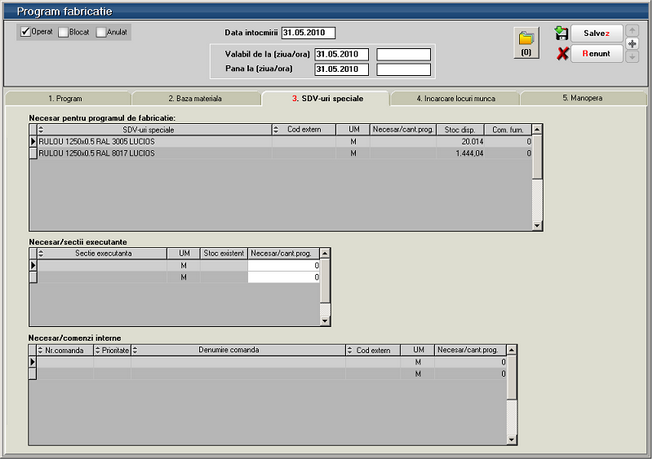 Program fabricatie
Operat Blocat Anulat
Data intocmirii 31.05.2010
Valabil de la (ziua/ora) 31.05.2010
Pana la (ziua/ora) 31.05.2010
(0)
Salvez
Renunt
1. Program 2. Baza materiala 3. SDV-uri speciale 4. Incarcare locuri munca 5. Manopera
Necesar pentru programul de fabricatie:
SDV-uri speciale Cod extern UM Necesar/cant.prog. Stoc disp. Com. furn.
RULOU 1250x0.5 RAL 3005 LUCIOS M 20.014 0
RULOU 1250x0.5 RAL 8017 LUCIOS M 1.444,04 0
Necesar/sectii executante
Sectie executanta UM Stoc existent Necesar/cant.prog.
M 0
M 0
Necesar/comenzi interne
Nr.comanda Prioritate Denumire comanda Cod extern UM Necesar/cant.prog.
M 0
M 0